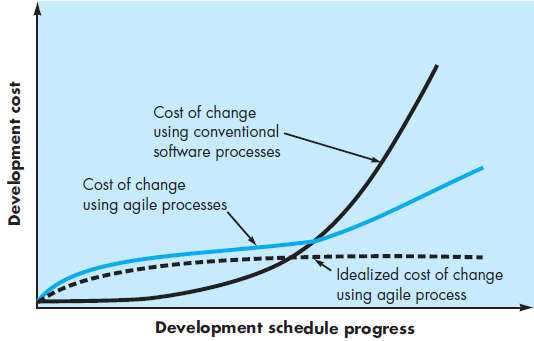 Development cost
Cost of change
using conventional
software processes
Cost of change
using agile processes
Idealized cost of change
using agile process
Development schedule progress